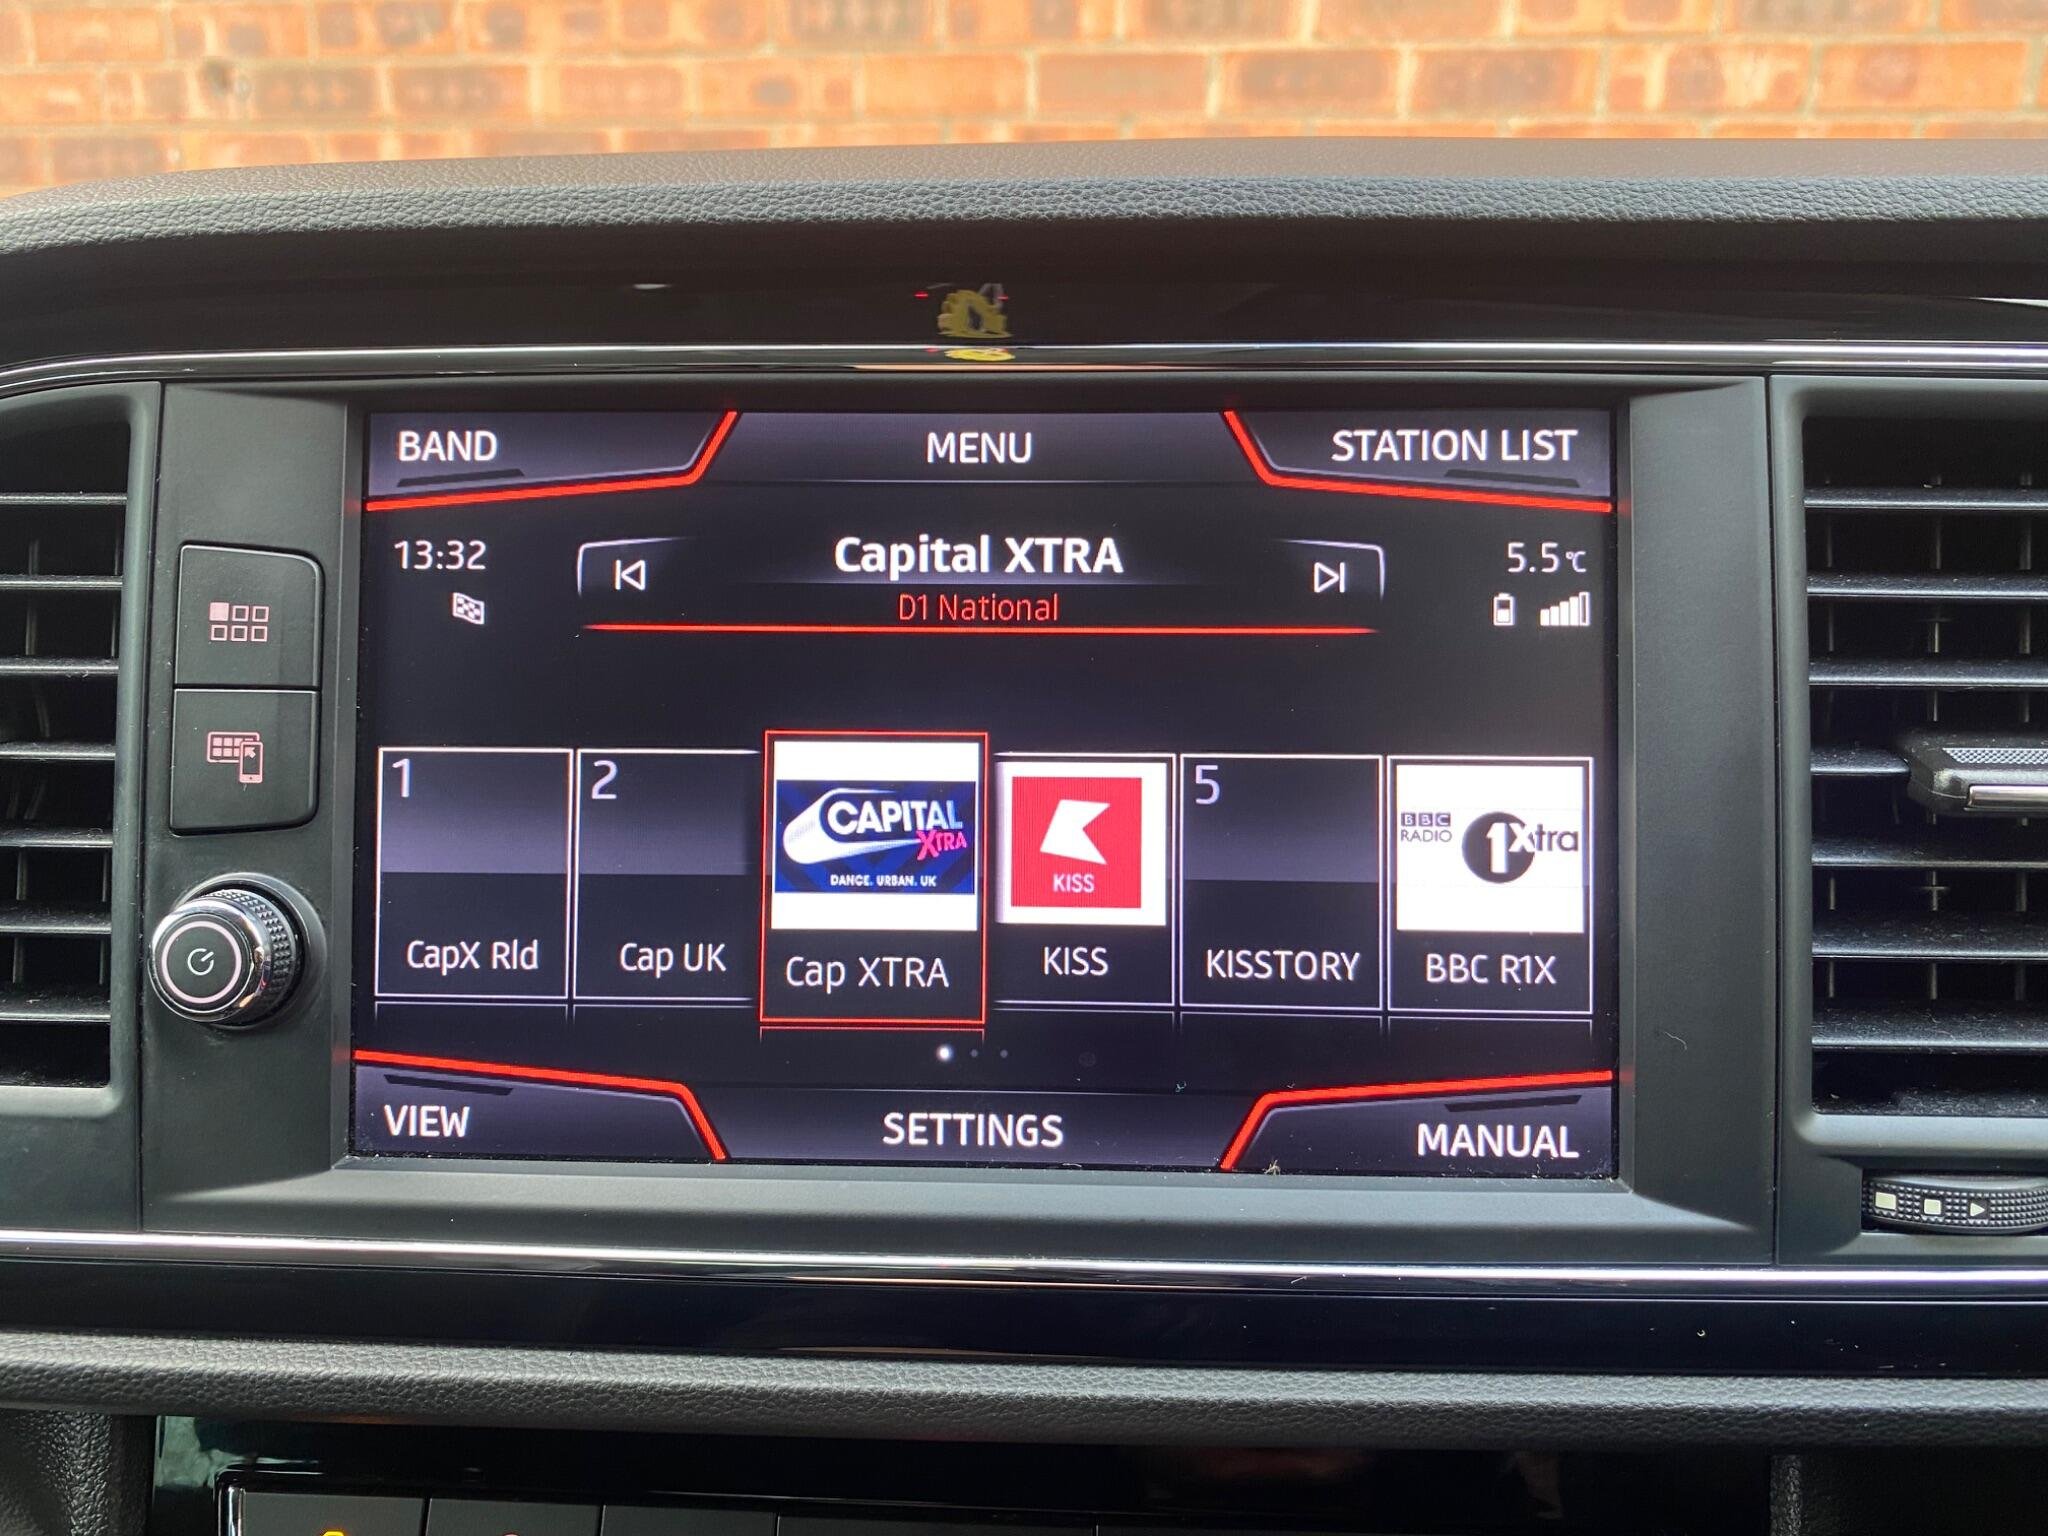 BAND
MENU
STATION LIST
13:32
Capital XTRA
5.5°C
D1 National
1
2
CAPITAL
XTRA
DANCE. URBAN. UK
KISS
5
BBC
RADIO
1Xtra
CapX Rld
Cap UK
Cap XTRA
KISS
KISSTORY
BBC R1X
VIEW
SETTINGS
MANUAL